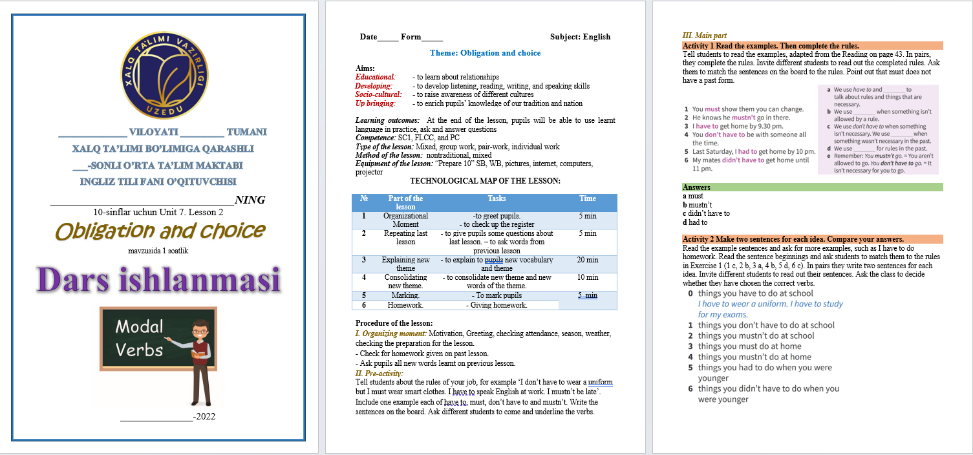 XALQ TALIMI VAZIRLIGI
UZEDU
______________ VILOYATI ________ TUMANI
XALQ TA'LIMI BO'LIMIGA QARASHLI
___-SONLI O'RTA TA'LIM MAKTABI
INGLIZ TILI FANI O'QITUVCHISI
______________________________NING
10-sinflar uchun Unit 7. Lesson 2
Obligation and choice
mavzusida 1 soatlik
Dars ishlanmasi
Modal
Verbs
________________-2022
Date_____ Form_____ Subject: English
Theme: Obligation and choice
Aims:
Educational: - to learn about relationships
Developing: - to develop listening, reading, writing, and speaking skills
Socio-cultural: - to raise awareness of different cultures
Up bringing: - to enrich pupils' knowledge of our tradition and nation
Learning outcomes: At the end of the lesson, pupils will be able to use learnt
language in practice, ask and answer questions
Competence: SC1, FLCC, and PC
Type of the lesson: Mixed, group work, pair-work, individual work
Method of the lesson: nontraditional, mixed
Equipment of the lesson: "Prepare 10" SB, WB, pictures, internet, computers,
projector
TECHNOLOGICAL MAP OF THE LESSON:
№ Part of the lesson Tasks Time
1 Organizational Moment -to greet pupils. - to check up the register 5 min
2 Repeating last lesson - to give pupils some questions about last lesson. – to ask words from previous lesson 5 min
3 Explaining new theme - to explain to pupils new vocabulary and theme 20 min
4 Consolidating new theme. - to consolidate new theme and new words of the theme. 10 min
5 Marking. - To mark pupils 5 min
6 Homework. - Giving homework.
Procedure of the lesson:
I. Organizing moment: Motivation, Greeting, checking attendance, season, weather,
checking the preparation for the lesson.
- Check for homework given on past lesson.
- Ask pupils all new words learnt on previous lesson.
II. Pre-activity:
Tell students about the rules of your job, for example 'I don't have to wear a uniform
but I must wear smart clothes. I have to speak English at work. I mustn't be late'.
Include one example each of have to, must, don't have to and mustn't. Write the
sentences on the board. Ask different students to come and underline the verbs.
III. Main part
Activity 1 Read the examples. Then complete the rules.
Tell students to read the examples, adapted from the Reading on page 43. In pairs,
they complete the rules. Invite different students to read out the completed rules. Ask
them to match the sentences on the board to the rules. Point out that must does not
have a past form.
1 You must show them you can change.
2 He knows he mustn't go in there.
3 I have to get home by 9.30 pm.
4 You don't have to be with someone all
the time.
5 Last Saturday, I had to get home by 10 pm.
6 My mates didn't have to get home until
11 pm.
a We use have to and ______ to
talk about rules and things that are
necessary.
b We use ______ when something isn't
allowed by a rule.
c We use don't have to when something
isn't necessary. We use ______ when
something wasn't necessary in the past.
d We use ______ for rules in the past.
e Remember: You mustn't go. = You aren't
allowed to go. You don't have to go. = It
isn't necessary for you to go.
Answers
a must
b mustn't
c didn't have to
d had to
Activity 2 Make two sentences for each idea. Compare your answers.
Read the example sentences and ask for more examples, such as I have to do
homework. Read the sentence beginnings and ask students to match them to the rules
in Exercise 1 (1 c, 2 b, 3 a, 4 b, 5 d, 6 c). In pairs they write two sentences for each
idea. Invite different students to read out their sentences. Ask the class to decide
whether they have chosen the correct verbs.
0 things you have to do at school
I have to wear a uniform. I have to study
for my exams.
1 things you don't have to do at school
2 things you mustn't do at school
3 things you must do at home
4 things you mustn't do at home
5 things you had to do when you were
younger
6 things you didn't have to do when you
were younger